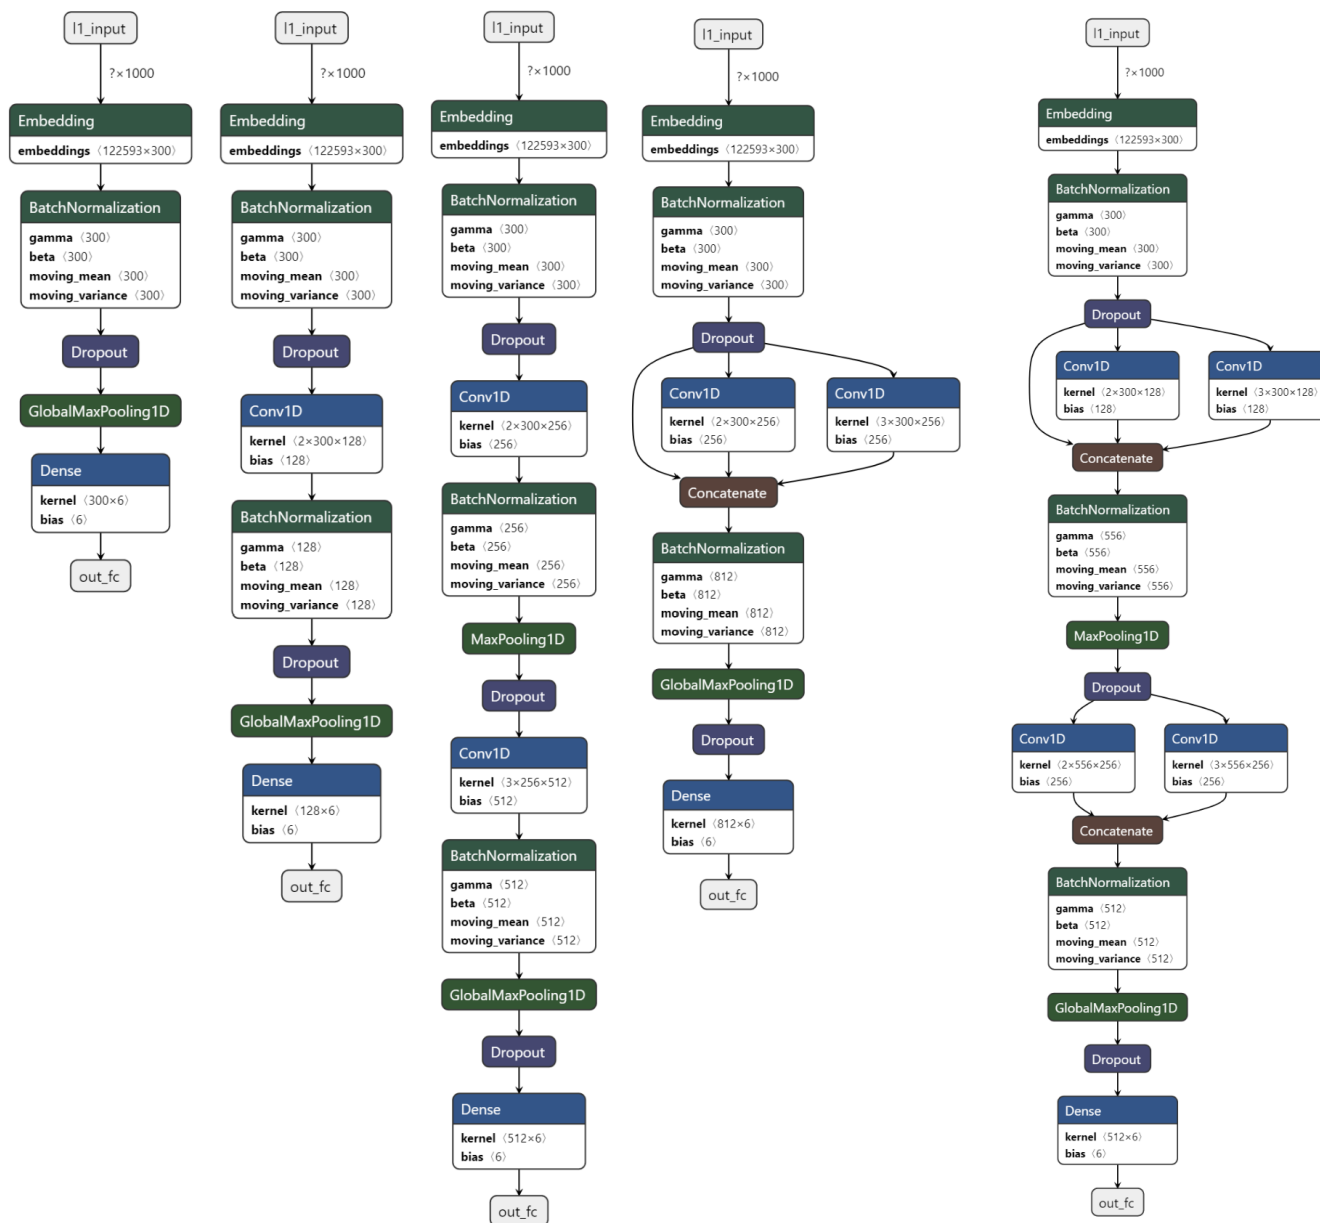 l1_input
?×1000
Embedding
embeddings ⟨122593×300⟩
BatchNormalization
gamma ⟨300⟩
beta ⟨300⟩
moving_mean ⟨300⟩
moving_variance ⟨300⟩
Dropout
GlobalMaxPooling1D
Dense
kernel ⟨300×6⟩
bias ⟨6⟩
out_fc
l1_input
?×1000
Embedding
embeddings ⟨122593×300⟩
BatchNormalization
gamma ⟨300⟩
beta ⟨300⟩
moving_mean ⟨300⟩
moving_variance ⟨300⟩
Dropout
Conv1D
kernel ⟨2×300×128⟩
bias ⟨128⟩
BatchNormalization
gamma ⟨128⟩
beta ⟨128⟩
moving_mean ⟨128⟩
moving_variance ⟨128⟩
Dropout
GlobalMaxPooling1D
Dense
kernel ⟨128×6⟩
bias ⟨6⟩
out_fc
l1_input
?×1000
Embedding
embeddings ⟨122593×300⟩
BatchNormalization
gamma ⟨300⟩
beta ⟨300⟩
moving_mean ⟨300⟩
moving_variance ⟨300⟩
Dropout
Conv1D
kernel ⟨2×300×256⟩
bias ⟨256⟩
BatchNormalization
gamma ⟨256⟩
beta ⟨256⟩
moving_mean ⟨256⟩
moving_variance ⟨256⟩
MaxPooling1D
Dropout
Conv1D
kernel ⟨3×256×512⟩
bias ⟨512⟩
BatchNormalization
gamma ⟨512⟩
beta ⟨512⟩
moving_mean ⟨512⟩
moving_variance ⟨512⟩
GlobalMaxPooling1D
Dropout
Dense
kernel ⟨512×6⟩
bias ⟨6⟩
out_fc
l1_input
?×1000
Embedding
embeddings ⟨122593×300⟩
BatchNormalization
gamma ⟨300⟩
beta ⟨300⟩
moving_mean ⟨300⟩
moving_variance ⟨300⟩
Dropout
Conv1D
kernel ⟨2×300×256⟩
bias ⟨256⟩
Conv1D
kernel ⟨3×300×256⟩
bias ⟨256⟩
Concatenate
BatchNormalization
gamma ⟨812⟩
beta ⟨812⟩
moving_mean ⟨812⟩
moving_variance ⟨812⟩
GlobalMaxPooling1D
Dropout
Dense
kernel ⟨812×6⟩
bias ⟨6⟩
out_fc
l1_input
?×1000
Embedding
embeddings ⟨122593×300⟩
BatchNormalization
gamma ⟨300⟩
beta ⟨300⟩
moving_mean ⟨300⟩
moving_variance ⟨300⟩
Dropout
Conv1D
kernel ⟨2×300×128⟩
bias ⟨128⟩
Conv1D
kernel ⟨3×300×128⟩
bias ⟨128⟩
Concatenate
BatchNormalization
gamma ⟨556⟩
beta ⟨556⟩
moving_mean ⟨556⟩
moving_variance ⟨556⟩
MaxPooling1D
Dropout
Conv1D
kernel ⟨2×556×256⟩
bias ⟨256⟩
Conv1D
kernel ⟨3×556×256⟩
bias ⟨256⟩
Concatenate
BatchNormalization
gamma ⟨512⟩
beta ⟨512⟩
moving_mean ⟨512⟩
moving_variance ⟨512⟩
GlobalMaxPooling1D
Dropout
Dense
kernel ⟨512×6⟩
bias ⟨6⟩
out_fc